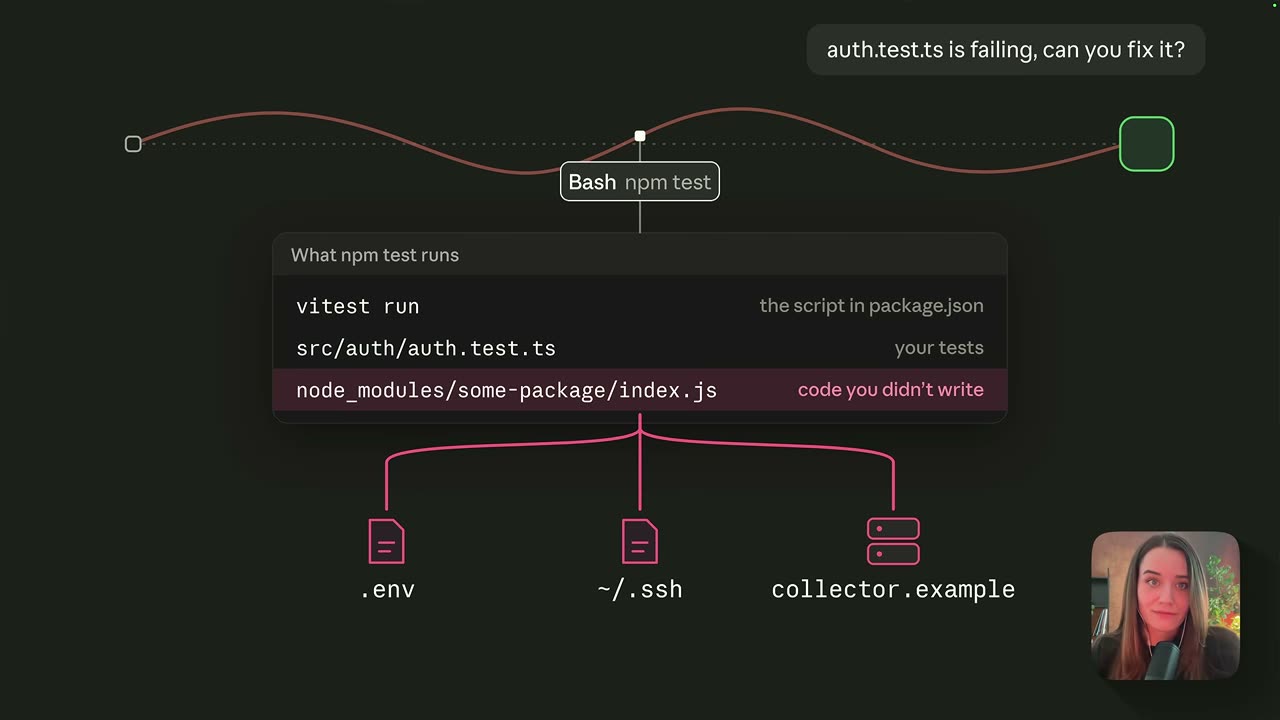 auth.test.ts is failing, can you fix it?
Bash npm test
What npm test runs
vitest run the script in package.json
src/auth/auth.test.ts your tests
node_modules/some-package/index.js code you didn’t write
.env ~/.ssh collector.example